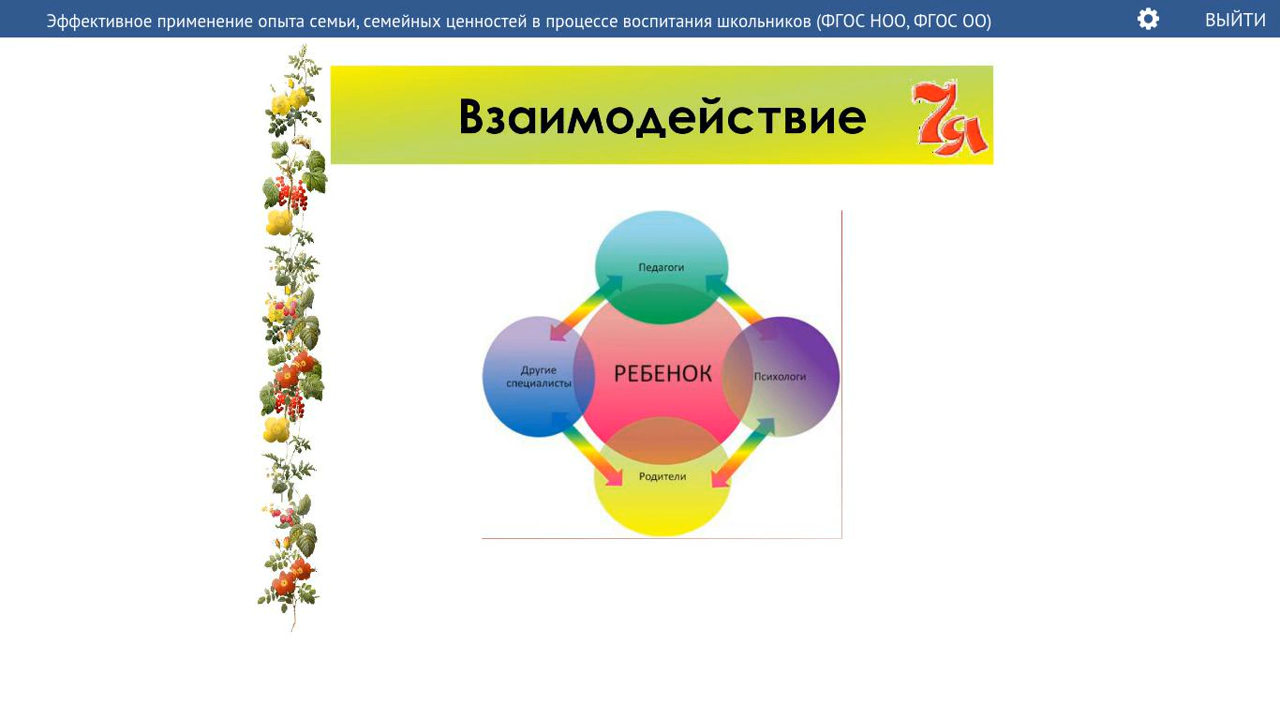 Эффективное применение опыта семьи, семейных ценностей в процессе воспитания школьников (ФГОС НОО, ФГОС ОО)
ВЫЙТИ
Взаимодействие
7я
Педагоги
Другие
специалисты
РЕБЕНОК
Психологи
Родители